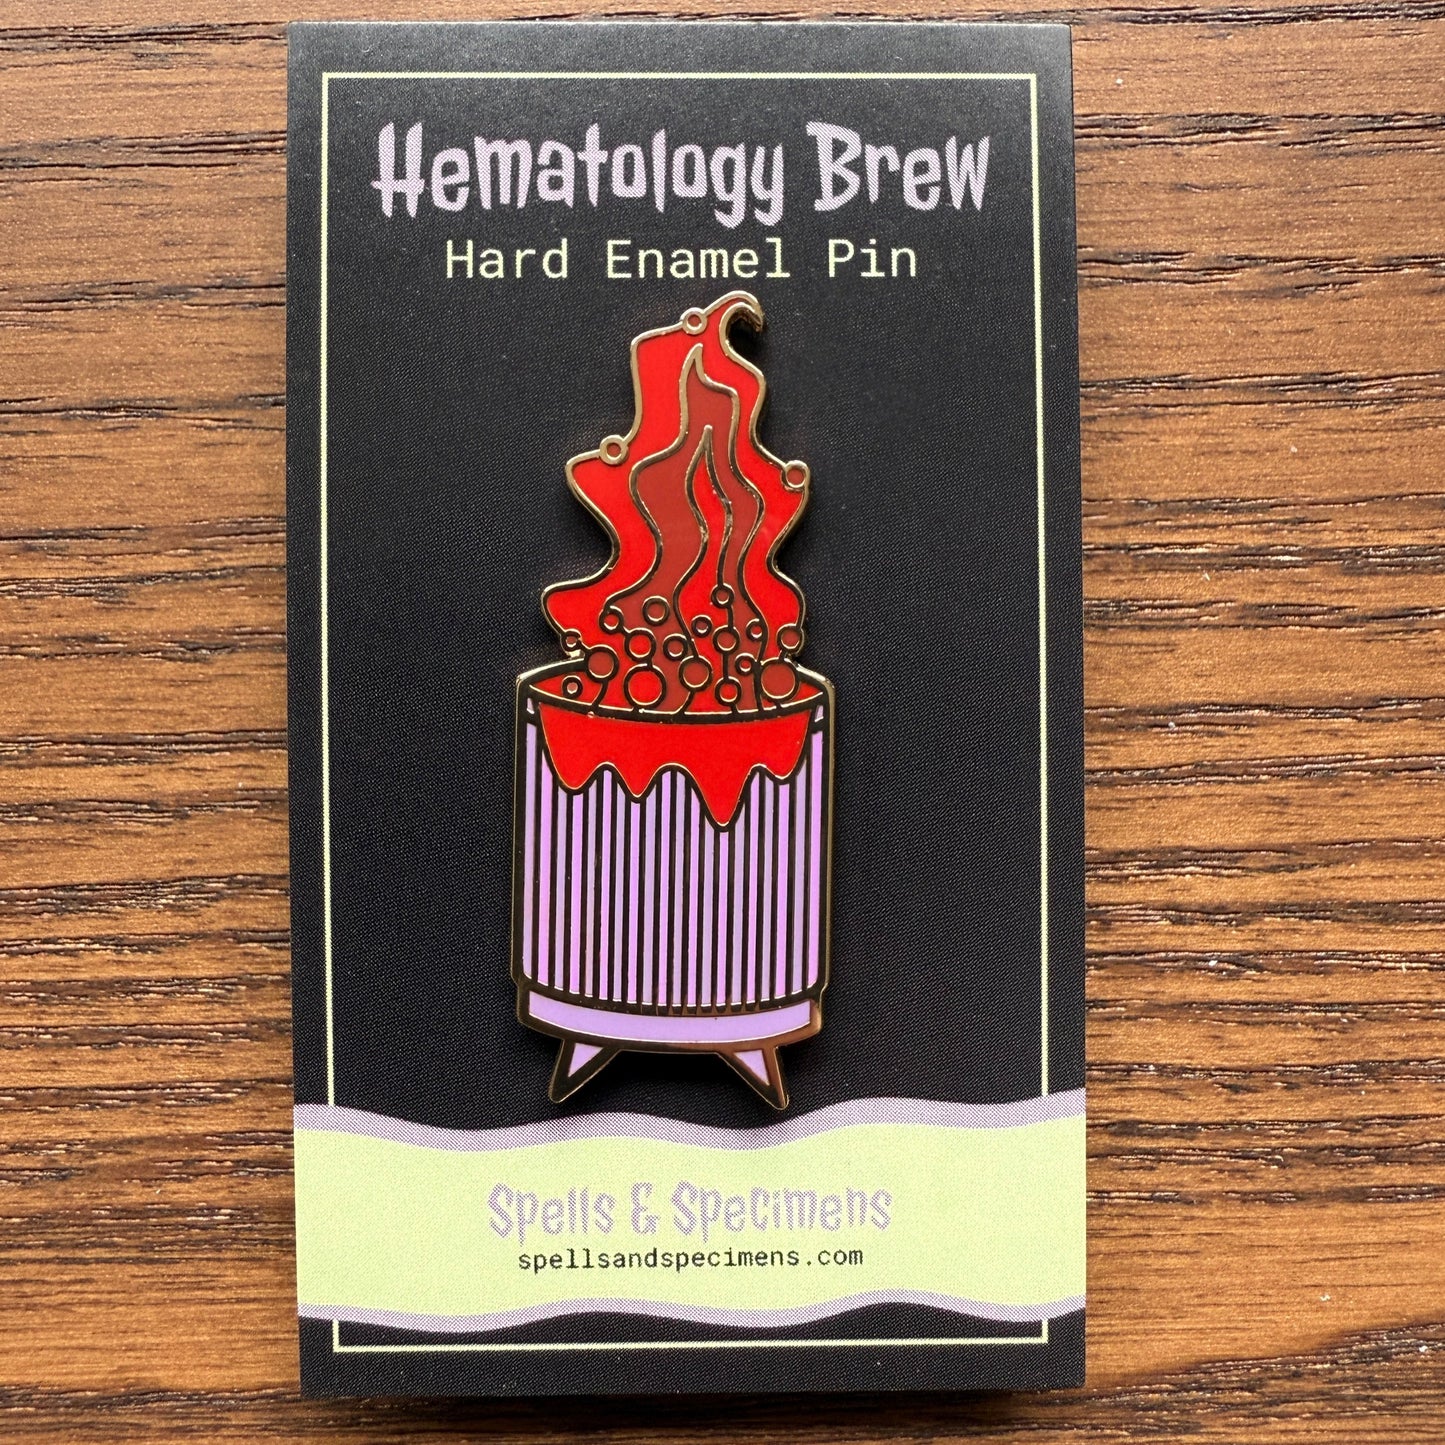 Hematology Brew
Hard Enamel Pin
Spells & Specimens
spellsandspecimens.com